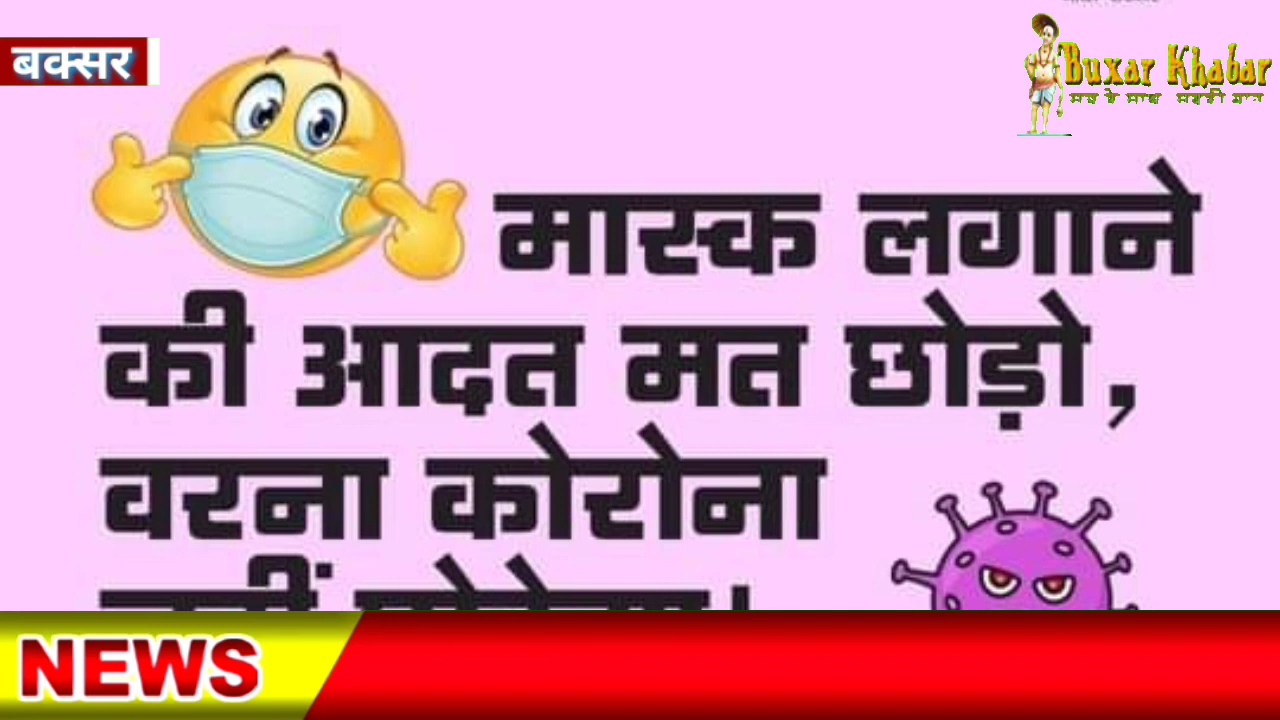 बक्सर
Buxar Khabar
मास्क लगाने
की आदत मत छोड़ो,
वरना कोरोना
NEWS